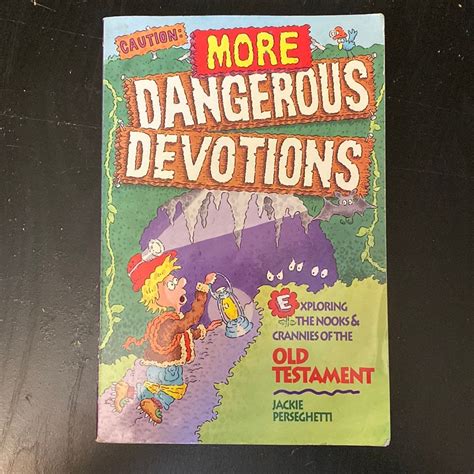 CAUTION:
MORE
DANGEROUS
DEVOTIONS
EXPLORING
THE NOOKS &
CRANNIES OF THE
OLD
TESTAMENT
JACKIE
PERSEGHETTI